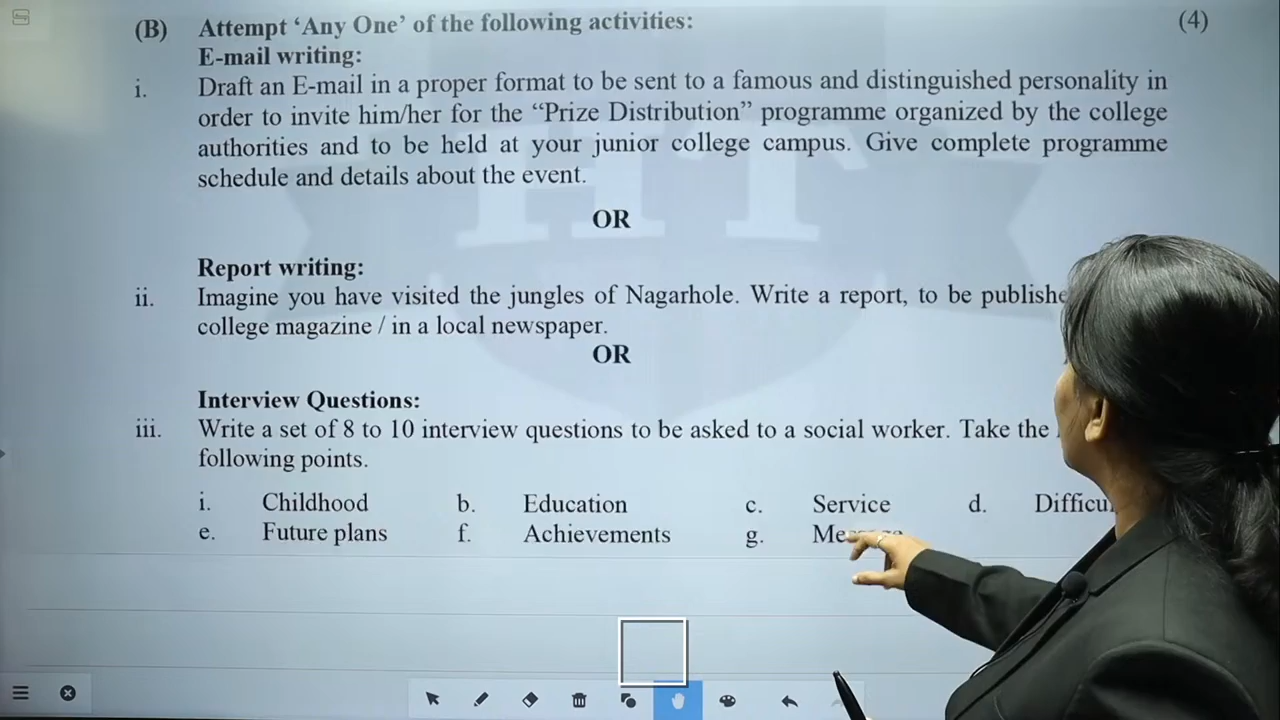 (B) Attempt ‘Any One’ of the following activities: (4)
E-mail writing:
i. Draft an E-mail in a proper format to be sent to a famous and distinguished personality in
order to invite him/her for the “Prize Distribution” programme organized by the college
authorities and to be held at your junior college campus. Give complete programme
schedule and details about the event.
OR
Report writing:
ii. Imagine you have visited the jungles of Nagarhole. Write a report, to be
college magazine / in a local newspaper.
OR
Interview Questions:
iii. Write a set of 8 to 10 interview questions to be asked to a social worker. Take the
following points.
i. Childhood b. Education c. Service d.
e. Future plans f. Achievements g.